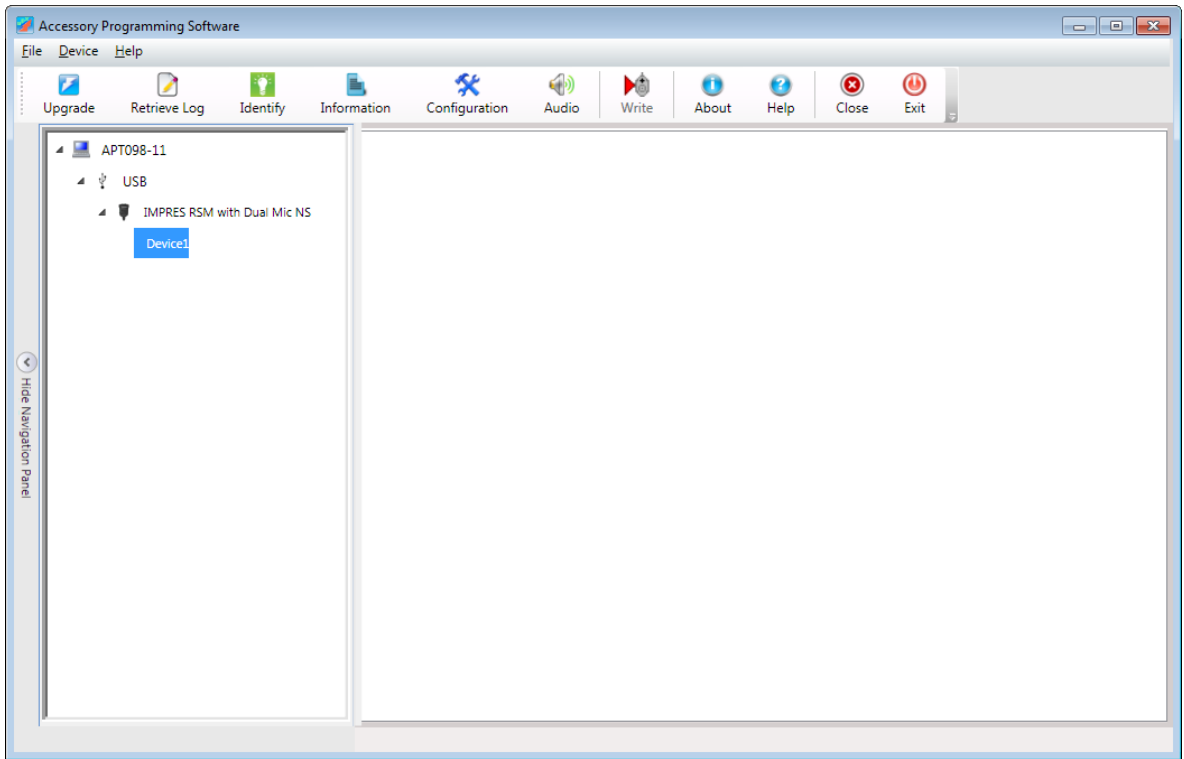 Accessory Programming Software
File Device Help
Upgrade Retrieve Log Identify Information Configuration Audio Write About Help Close Exit
APT098-11
USB
IMPRES RSM with Dual Mic NS
Device1
Hide Navigation Panel